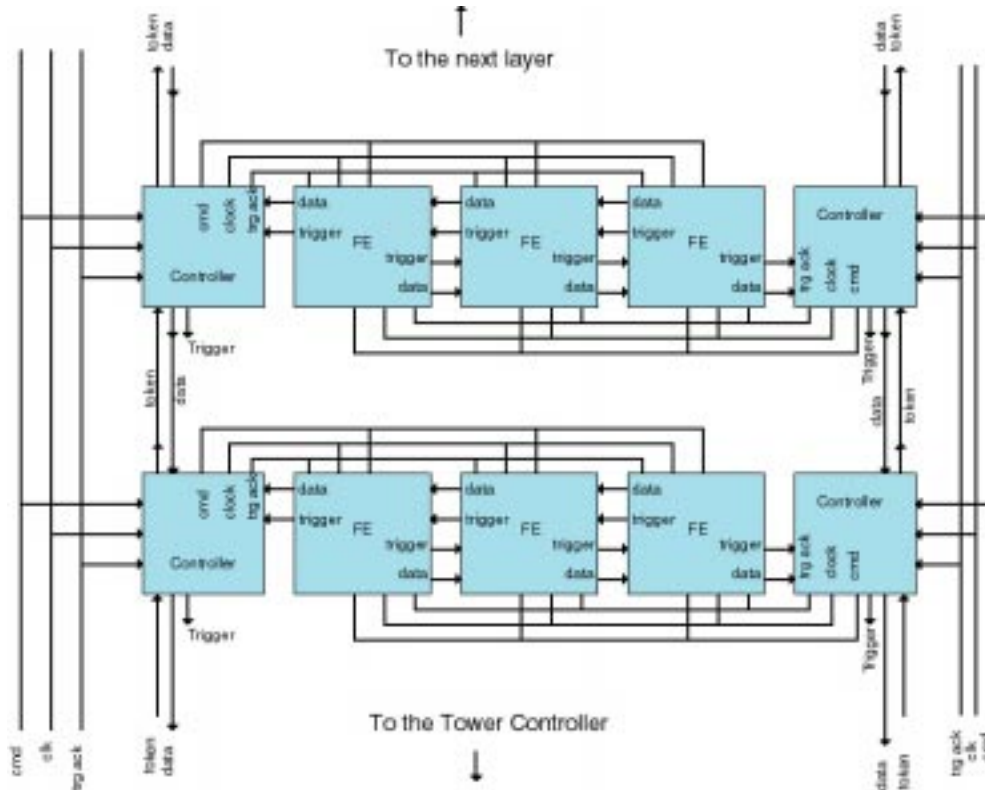 token
data
To the next layer
data
token
cmd
clock
trg ack
Controller
data
trigger
FE
trigger
data
data
trigger
FE
trigger
data
data
trigger
FE
trigger
data
Controller
trg ack
clock
cmd
Trigger
token
data
Trigger
data
token
cmd
clock
trg ack
Controller
data
trigger
FE
trigger
data
data
trigger
FE
trigger
data
data
trigger
FE
trigger
data
Controller
trg ack
clock
cmd
Trigger
Trigger
To the Tower Controller
cmd
clk
trg ack
token
data
data
token
trg ack
clk